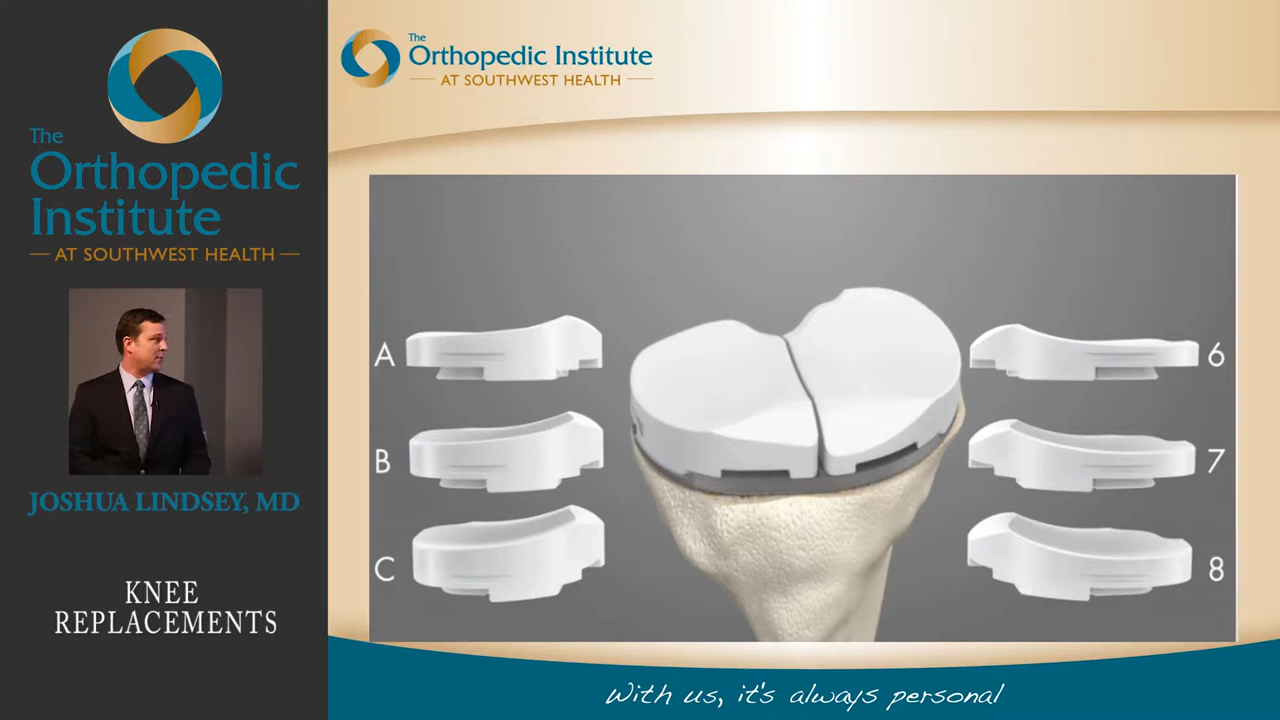 The
Orthopedic
Institute
AT SOUTHWEST HEALTH
JOSHUA LINDSEY, MD
KNEE
REPLACEMENTS
The
Orthopedic Institute
AT SOUTHWEST HEALTH
A
B
C
6
7
8
With us, it's always personal